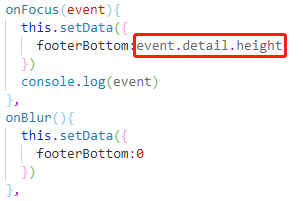 onFocus(event){
this.setData({
footerBottom:event.detail.height
})
console.log(event)
},
onBlur(){
this.setData({
footerBottom:0
})
},